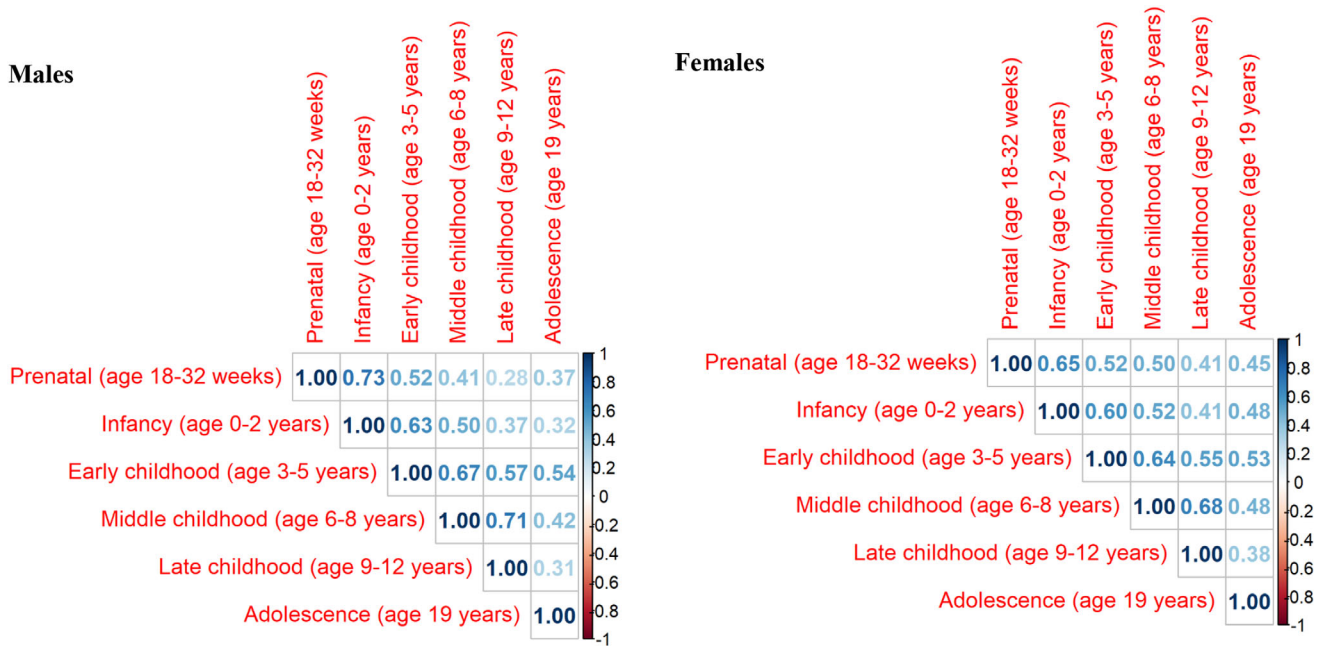 Males
Prenatal (age 18-32 weeks)
Infancy (age 0-2 years)
Early childhood (age 3-5 years)
Middle childhood (age 6-8 years)
Late childhood (age 9-12 years)
Adolescence (age 19 years)
Prenatal (age 18-32 weeks) 1.00 0.73 0.52 0.41 0.28 0.37
Infancy (age 0-2 years) 1.00 0.63 0.50 0.37 0.32
Early childhood (age 3-5 years) 1.00 0.67 0.57 0.54
Middle childhood (age 6-8 years) 1.00 0.71 0.42
Late childhood (age 9-12 years) 1.00 0.31
Adolescence (age 19 years) 1.00
1
0.8
0.6
0.4
0.2
0
-0.2
-0.4
-0.6
-0.8
-1
Females
Prenatal (age 18-32 weeks)
Infancy (age 0-2 years)
Early childhood (age 3-5 years)
Middle childhood (age 6-8 years)
Late childhood (age 9-12 years)
Adolescence (age 19 years)
Prenatal (age 18-32 weeks) 1.00 0.65 0.52 0.50 0.41 0.45
Infancy (age 0-2 years) 1.00 0.60 0.52 0.41 0.48
Early childhood (age 3-5 years) 1.00 0.64 0.55 0.53
Middle childhood (age 6-8 years) 1.00 0.68 0.48
Late childhood (age 9-12 years) 1.00 0.38
Adolescence (age 19 years) 1.00
1
0.8
0.6
0.4
0.2
0
-0.2
-0.4
-0.6
-0.8
-1